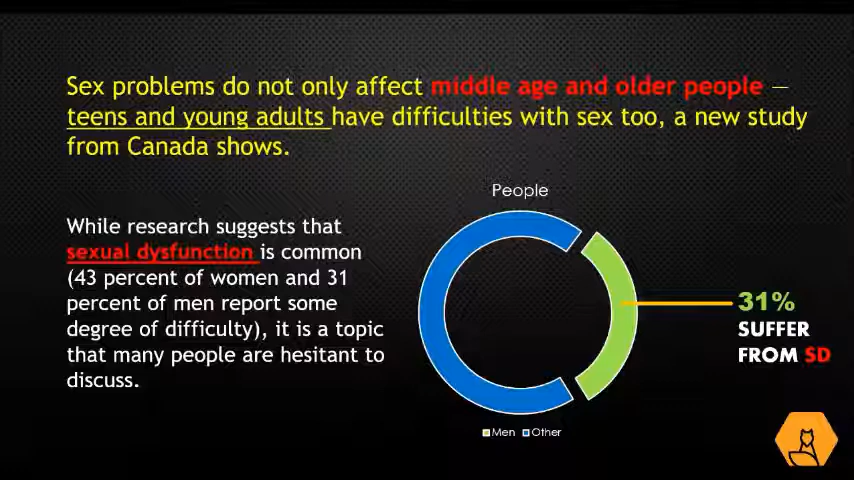 Sex problems do not only affect middle age and older people —
teens and young adults have difficulties with sex too, a new study
from Canada shows.
People
While research suggests that
sexual dysfunction is common
(43 percent of women and 31
percent of men report some
degree of difficulty), it is a topic
that many people are hesitant to
discuss.
31%
SUFFER
FROM SD
Men Other